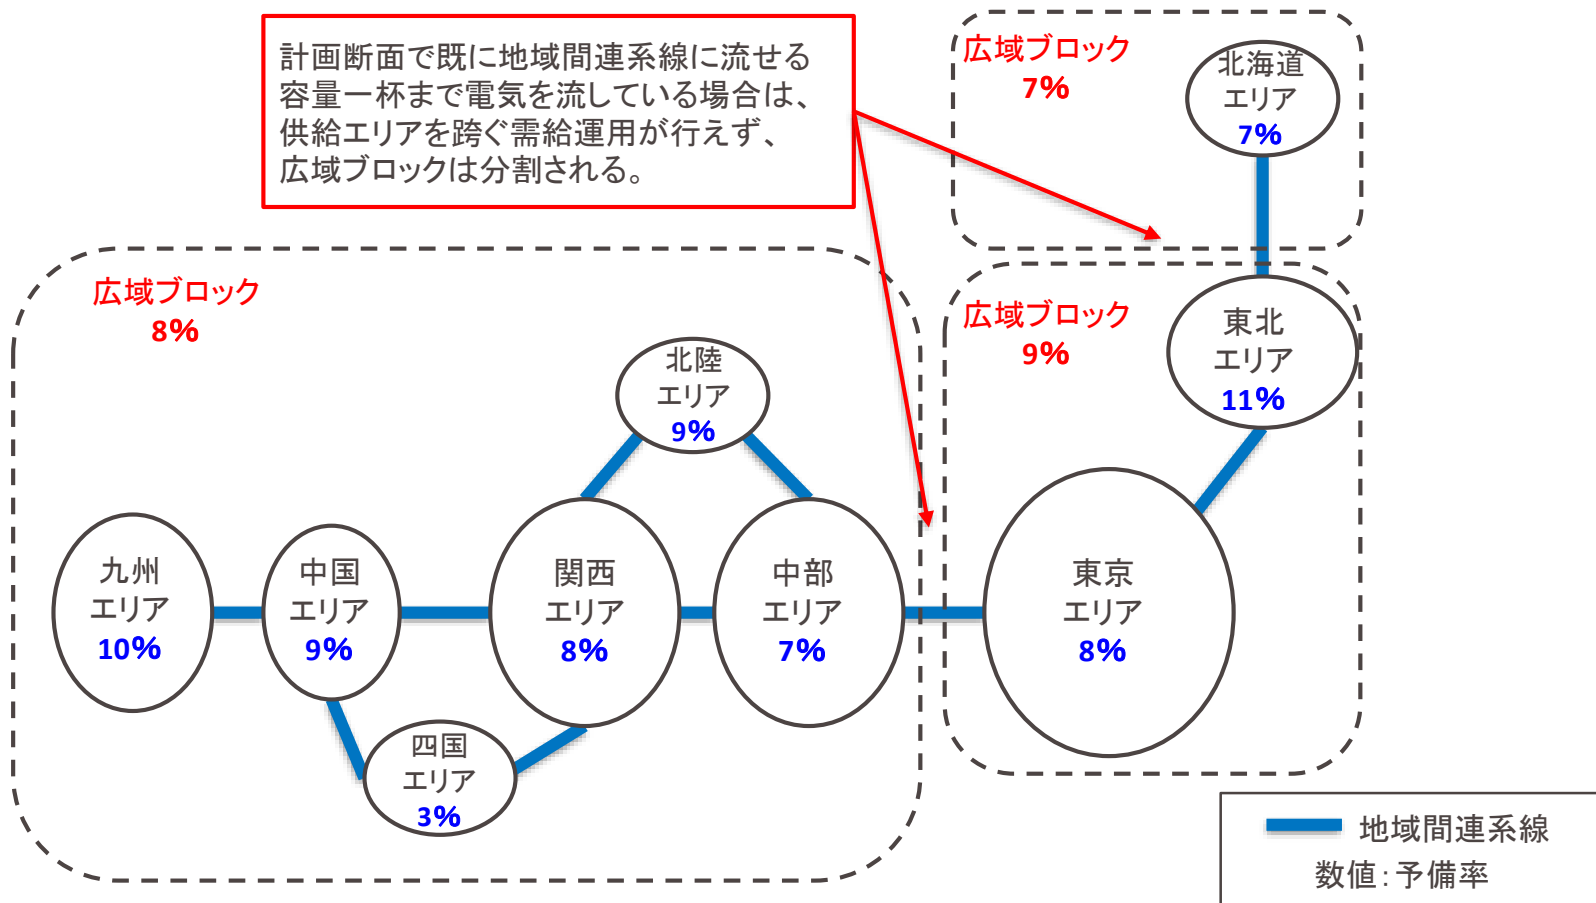 計画断面で既に地域間連系線に流せる
容量一杯まで電気を流している場合は、
供給エリアを跨ぐ需給運用が行えず、
広域ブロックは分割される。
広域ブロック
7%
北海道
エリア
7%
広域ブロック
8%
広域ブロック
9%
東北
エリア
11%
北陸
エリア
9%
九州
エリア
10%
中国
エリア
9%
関西
エリア
8%
中部
エリア
7%
東京
エリア
8%
四国
エリア
3%
地域間連系線
数値：予備率